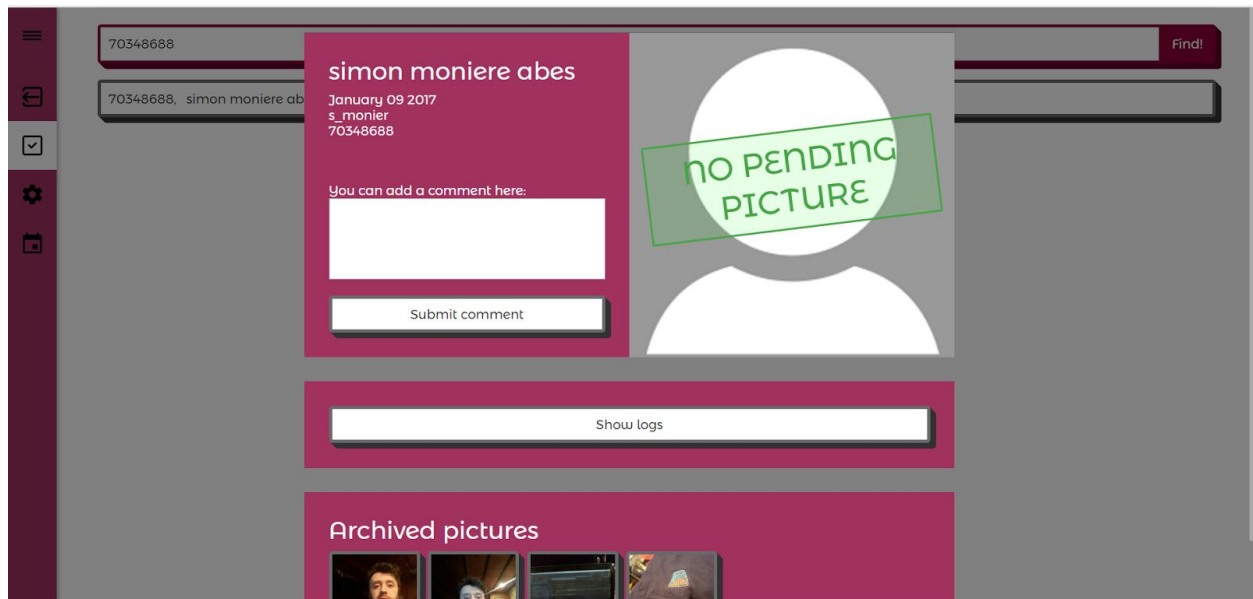 70348688
Find!
70348688, simon moniere ab
simon moniere abes
January 09 2017
s_monier
70348688
You can add a comment here:
Submit comment
NO PENDING
PICTURE
Show logs
Archived pictures